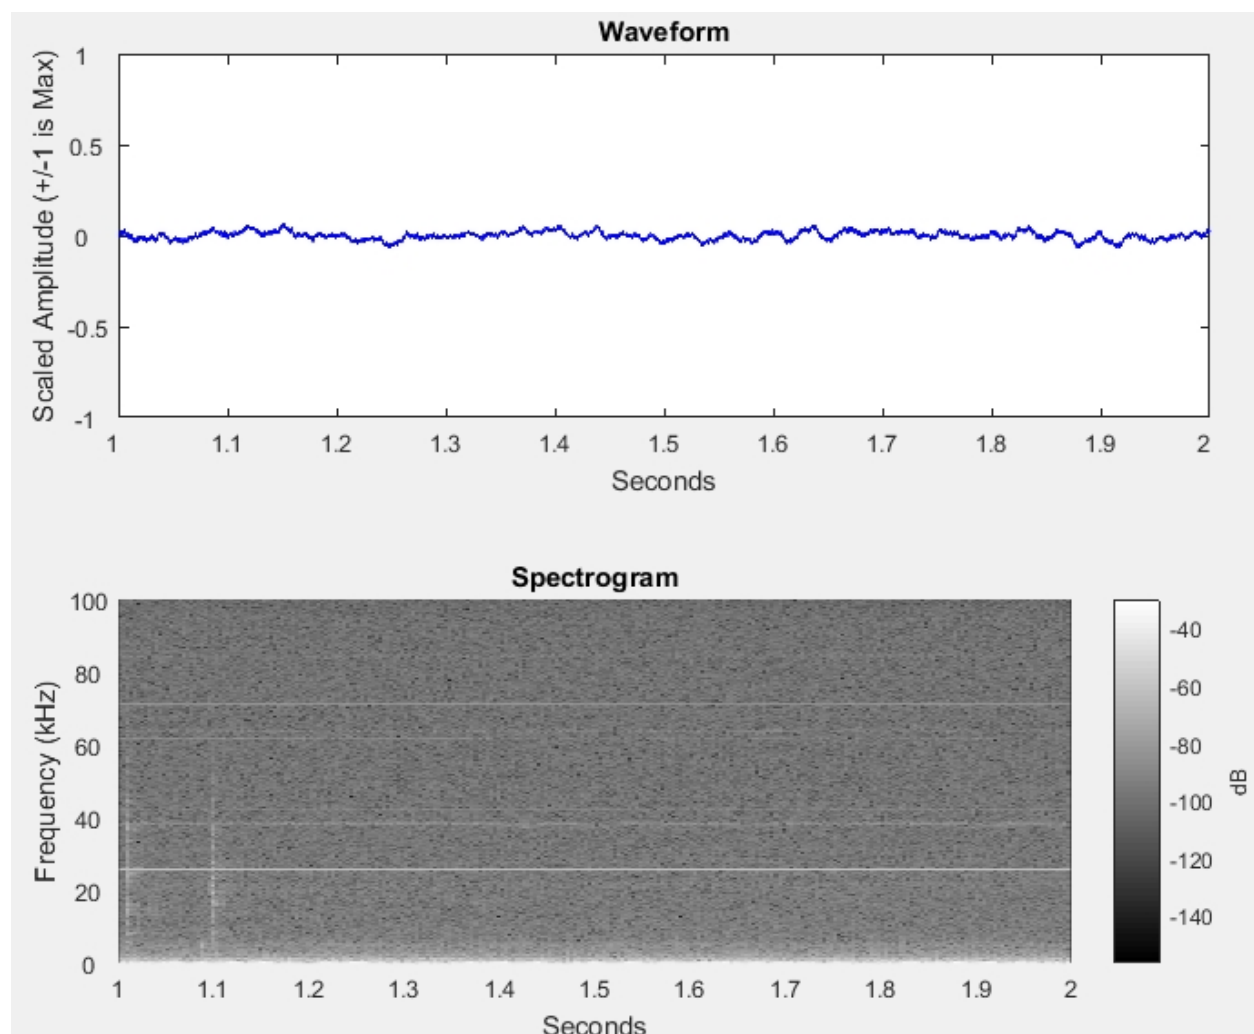 Waveform
Scaled Amplitude (+/-1 is Max)
1
0.5
0
-0.5
-1
1 1.1 1.2 1.3 1.4 1.5 1.6 1.7 1.8 1.9 2
Seconds
Spectrogram
Frequency (kHz)
100
80
60
40
20
0
1 1.1 1.2 1.3 1.4 1.5 1.6 1.7 1.8 1.9 2
Seconds
-40
-60
-80
-100
-120
-140
dB